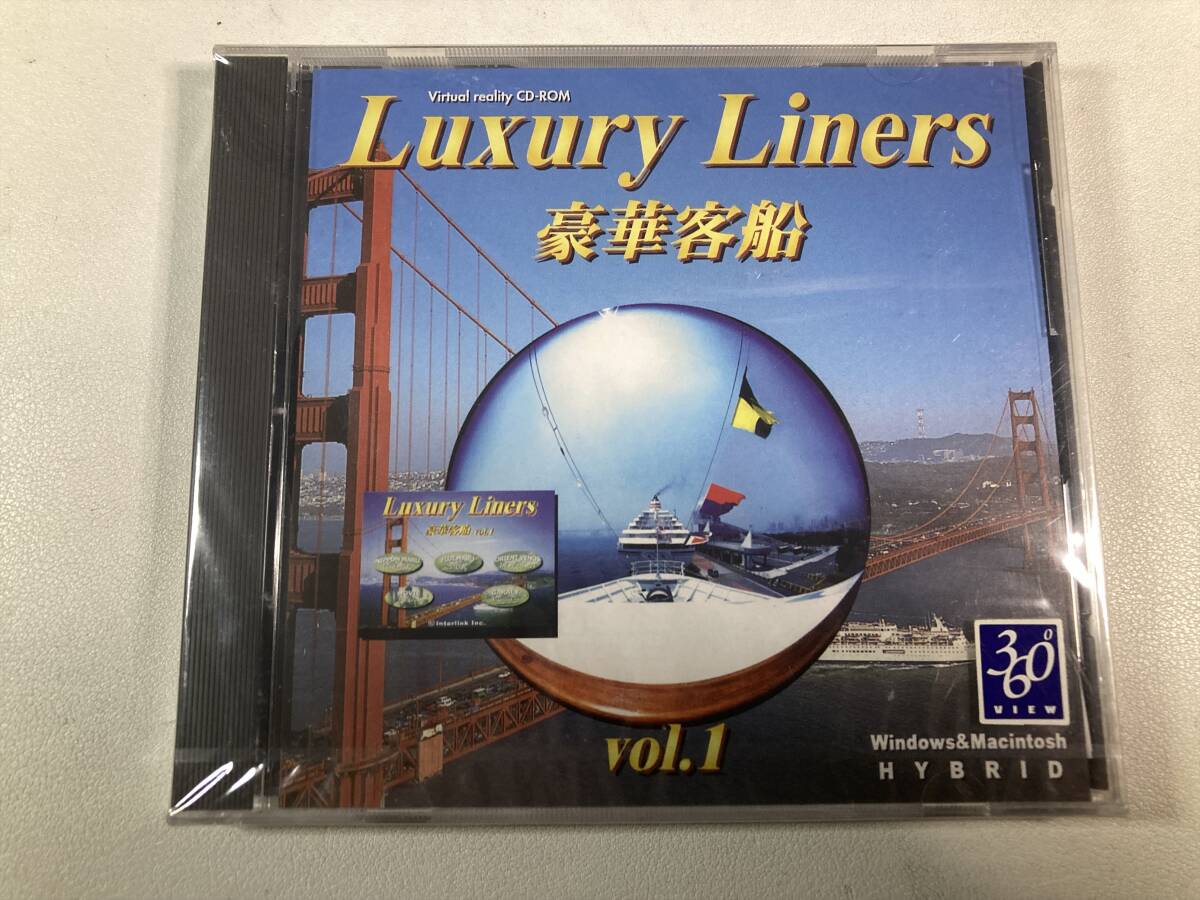 Virtual reality CD-ROM
Luxury Liners
豪華客船
Luxury Liners
豪華客船 vol.1
© Interlink Inc.
360°
VIEW
vol.1
Windows&Macintosh
HYBRID